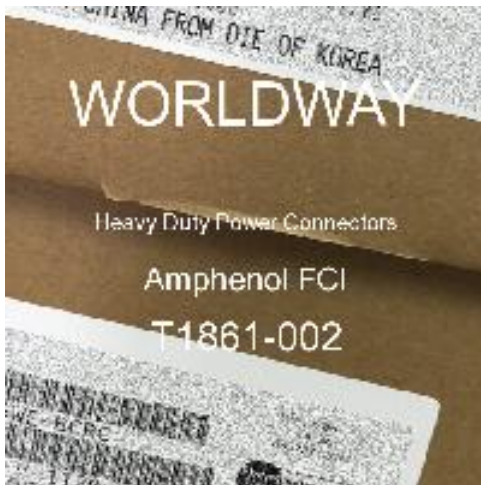 CHINA FROM DIE OF KOREA
WORLDWAY
Heavy Duty Power Connectors
Amphenol FCI
T1861-002